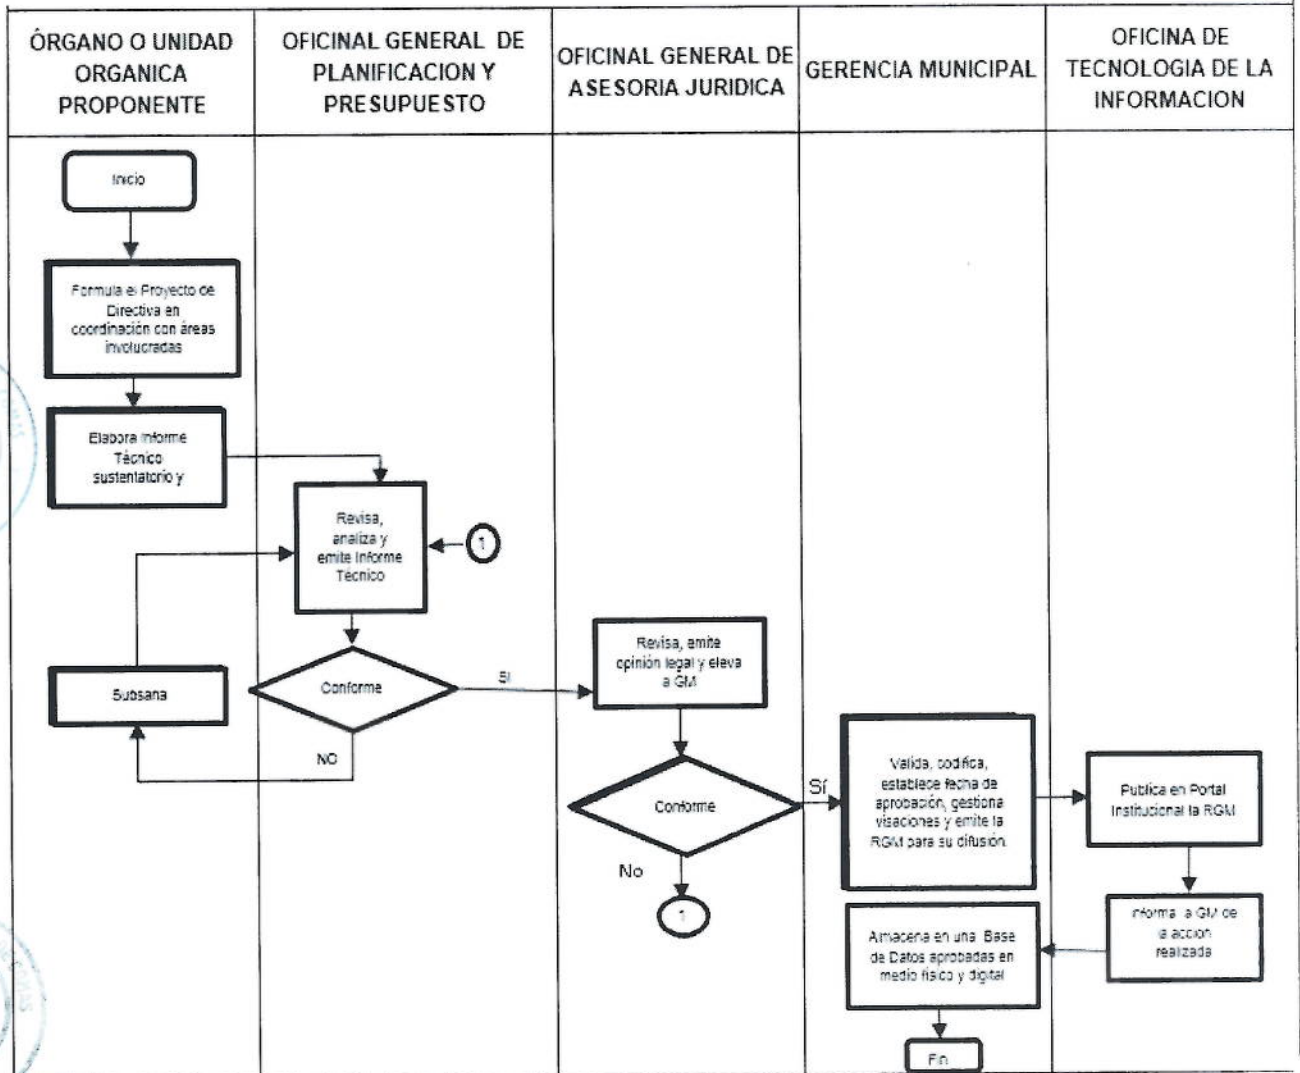 ÓRGANO O UNIDAD
ORGANICA
PROPONENTE
OFICINAL GENERAL DE
PLANIFICACION Y
PRESUPUESTO
OFICINAL GENERAL DE
ASESORIA JURIDICA
GERENCIA MUNICIPAL
OFICINA DE
TECNOLOGIA DE LA
INFORMACION
Inicio
Formula el Proyecto de
Directiva en
coordinación con áreas
involucradas
Elabora Informe
Técnico
sustentatorio y
Revisa,
analiza y
emite Informe
Técnico
1
Subsana
Conforme
SI
NO
Revisa, emite
opinión legal y eleva
a GM
Conforme
Sí
No
1
Valida, codifica,
establece fecha de
aprobación, gestiona
visaciones y emite la
RGM para su difusión.
Publica en Portal
Institucional la RGM
Informa a GM de
la acción
realizada
Almacena en una Base
de Datos aprobadas en
medio físico y digital
Fin